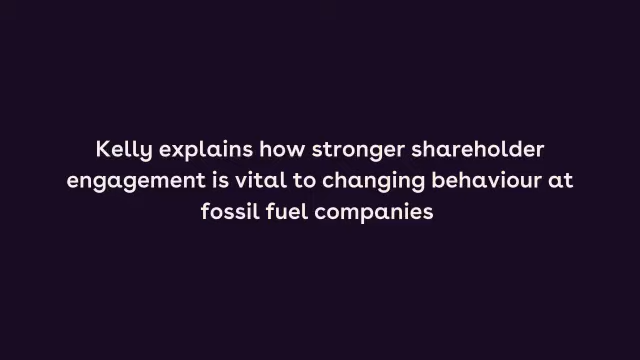 Kelly explains how stronger shareholder
engagement is vital to changing behaviour at
fossil fuel companies